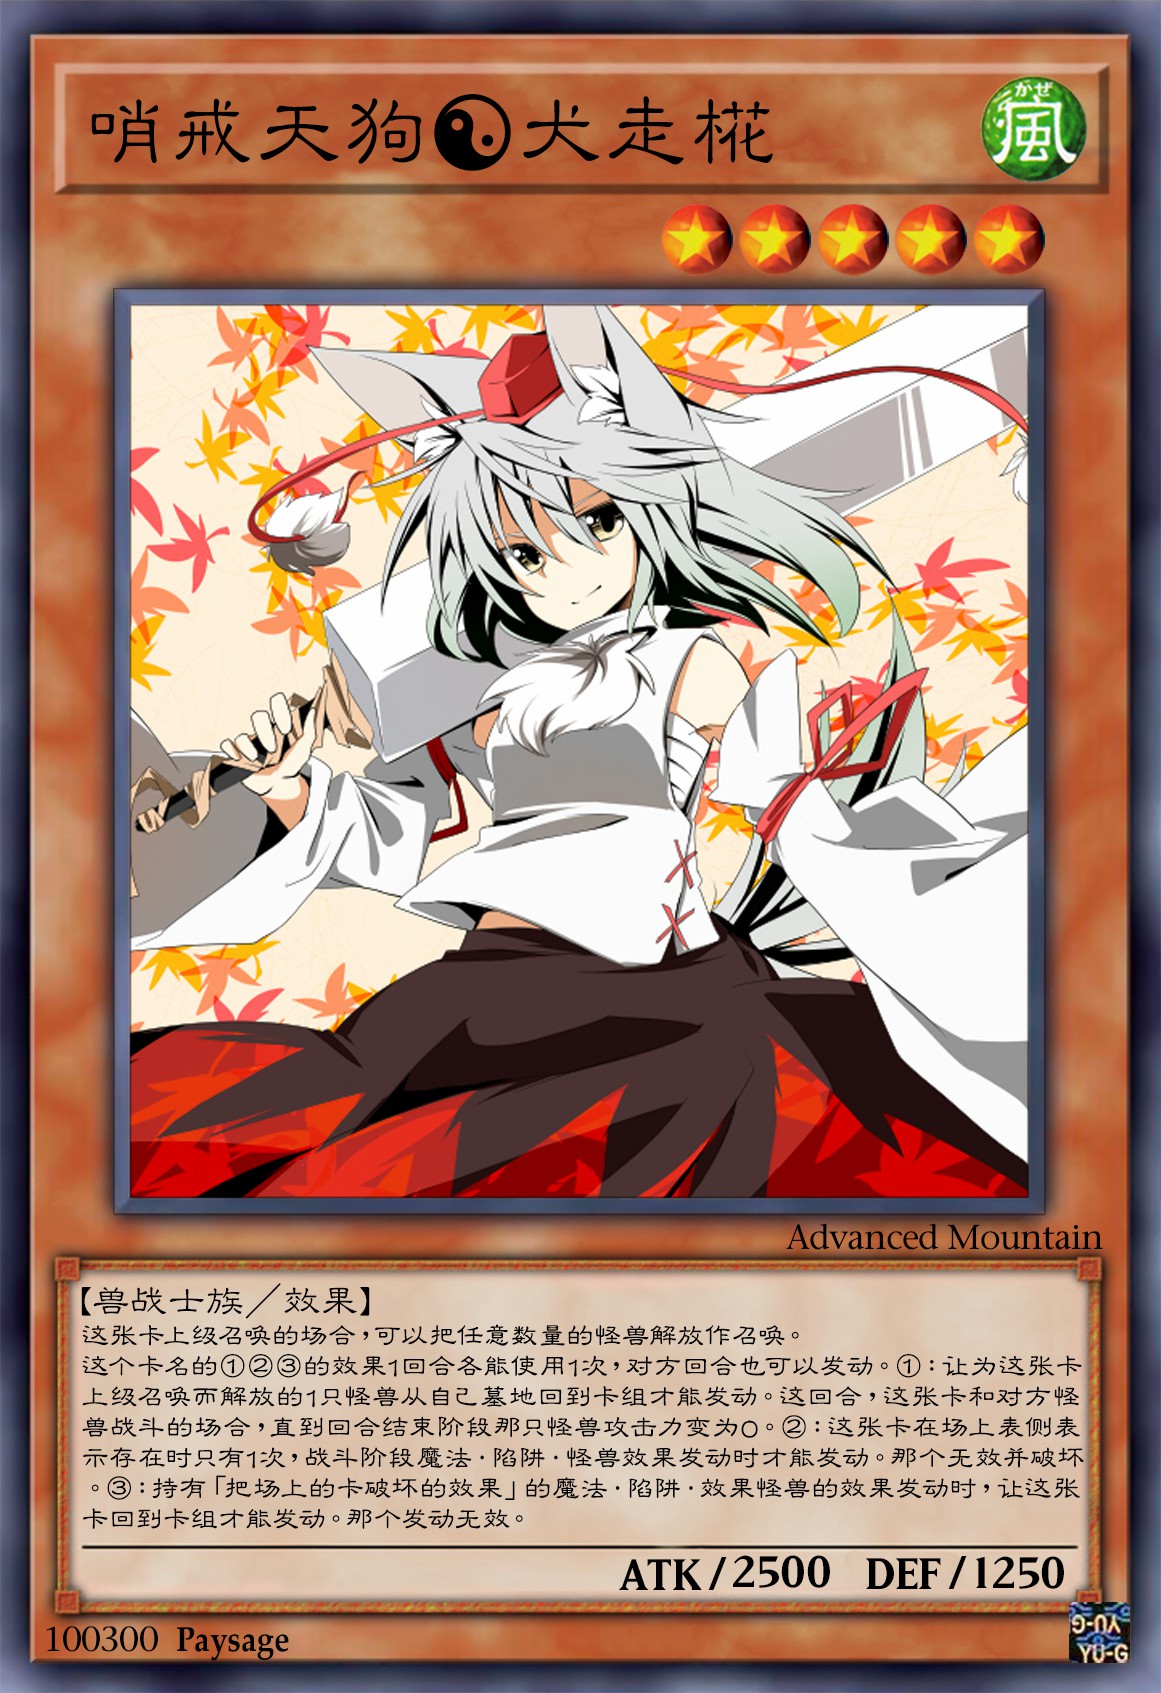 哨戒天狗☯犬走椛
かぜ
風
Advanced Mountain
【兽战士族／效果】
这张卡上级召唤的场合，可以把任意数量的怪兽解放作召唤。
这个卡名的①②③的效果1回合各能使用1次，对方回合也可以发动。①：让为这张卡
上级召唤而解放的1只怪兽从自己墓地回到卡组才能发动。这回合，这张卡和对方怪
兽战斗的场合，直到回合结束阶段那只怪兽攻击力变为0。②：这张卡在场上表侧表
示存在时只有1次，战斗阶段魔法·陷阱·怪兽效果发动时才能发动。那个无效并破坏
。③：持有「把场上的卡破坏的效果」的魔法·陷阱·效果怪兽的效果发动时，让这张
卡回到卡组才能发动。那个发动无效。
ATK/2500 DEF/1250
100300 Paysage
YU-G
YU-G